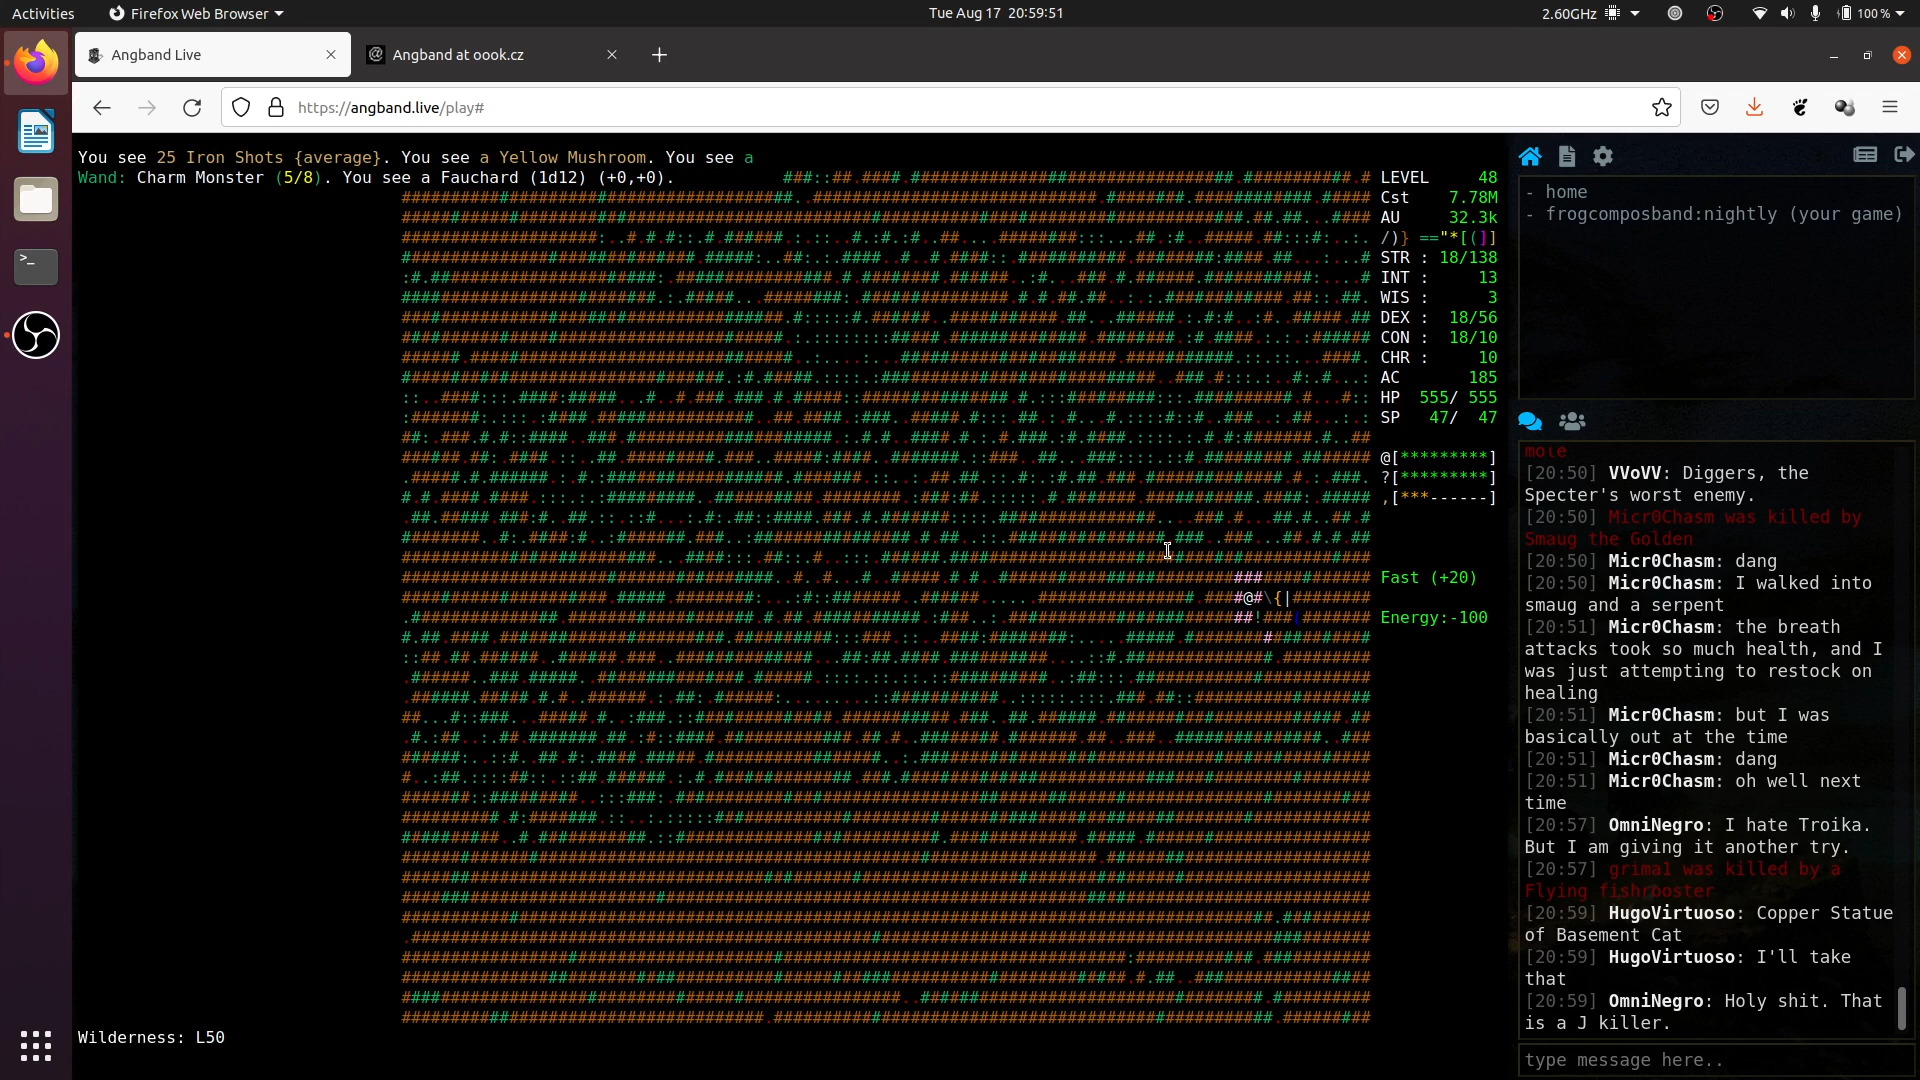 Activities
Firefox Web Browser
Tue Aug 17 20:59:51
2.60GHz
100 %
Angband Live
Angband at oook.cz
https://angband.live/play#
You see 25 Iron Shots {average}. You see a Yellow Mushroom. You see a
Wand: Charm Monster (5/8). You see a Fauchard (1d12) (+0,+0).
LEVEL 48
Cst 7.78M
AU 32.3k
/)} =="*[(]]
STR : 18/138
INT : 13
WIS : 3
DEX : 18/56
CON : 18/10
CHR : 10
AC 185
HP 555/ 555
SP 47/ 47
@[*********]
?[*********]
,[***------]
Fast (+20)
Energy:-100
Wilderness: L50
- home
- frogcomposband:nightly (your game)
mole
[20:50] VVoVV: Diggers, the
Specter's worst enemy.
[20:50] Micr0Chasm was killed by
Smaug the Golden
[20:50] Micr0Chasm: dang
[20:50] Micr0Chasm: I walked into
smaug and a serpent
[20:51] Micr0Chasm: the breath
attacks took so much health, and I
was just attempting to restock on
healing
[20:51] Micr0Chasm: but I was
basically out at the time
[20:51] Micr0Chasm: dang
[20:51] Micr0Chasm: oh well next
time
[20:57] OmniNegro: I hate Troika.
But I am giving it another try.
[20:57] grimal was killed by a
Flying fishrooster
[20:59] HugoVirtuoso: Copper Statue
of Basement Cat
[20:59] HugoVirtuoso: I'll take
that
[20:59] OmniNegro: Holy shit. That
is a J killer.
type message here..